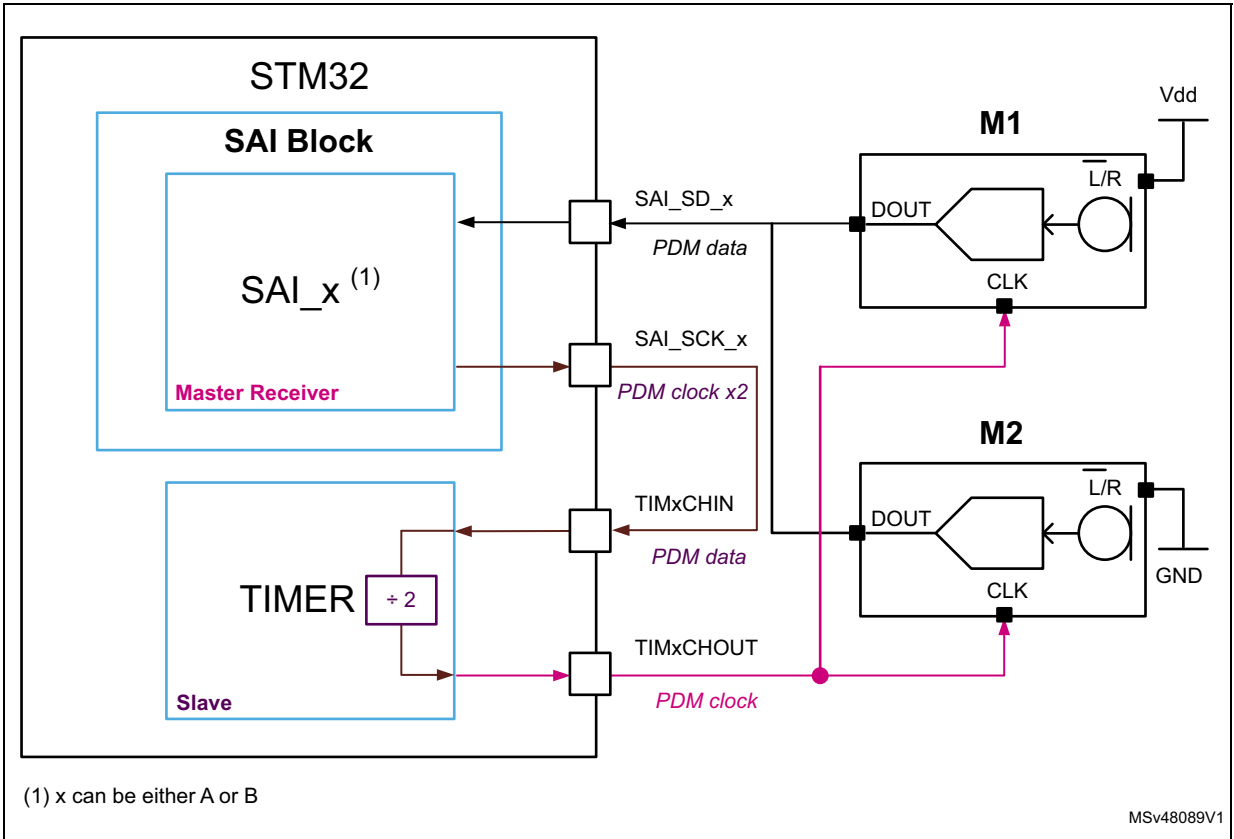 STM32
SAI Block
SAI_x (1)
Master Receiver
SAI_SD_x
PDM data
SAI_SCK_x
PDM clock x2
TIMxCHIN
PDM data
TIMER
÷ 2
Slave
TIMxCHOUT
PDM clock
M1
Vdd
L̅/R
DOUT
CLK
M2
L̅/R
DOUT
CLK
GND
(1) x can be either A or B
MSv48089V1